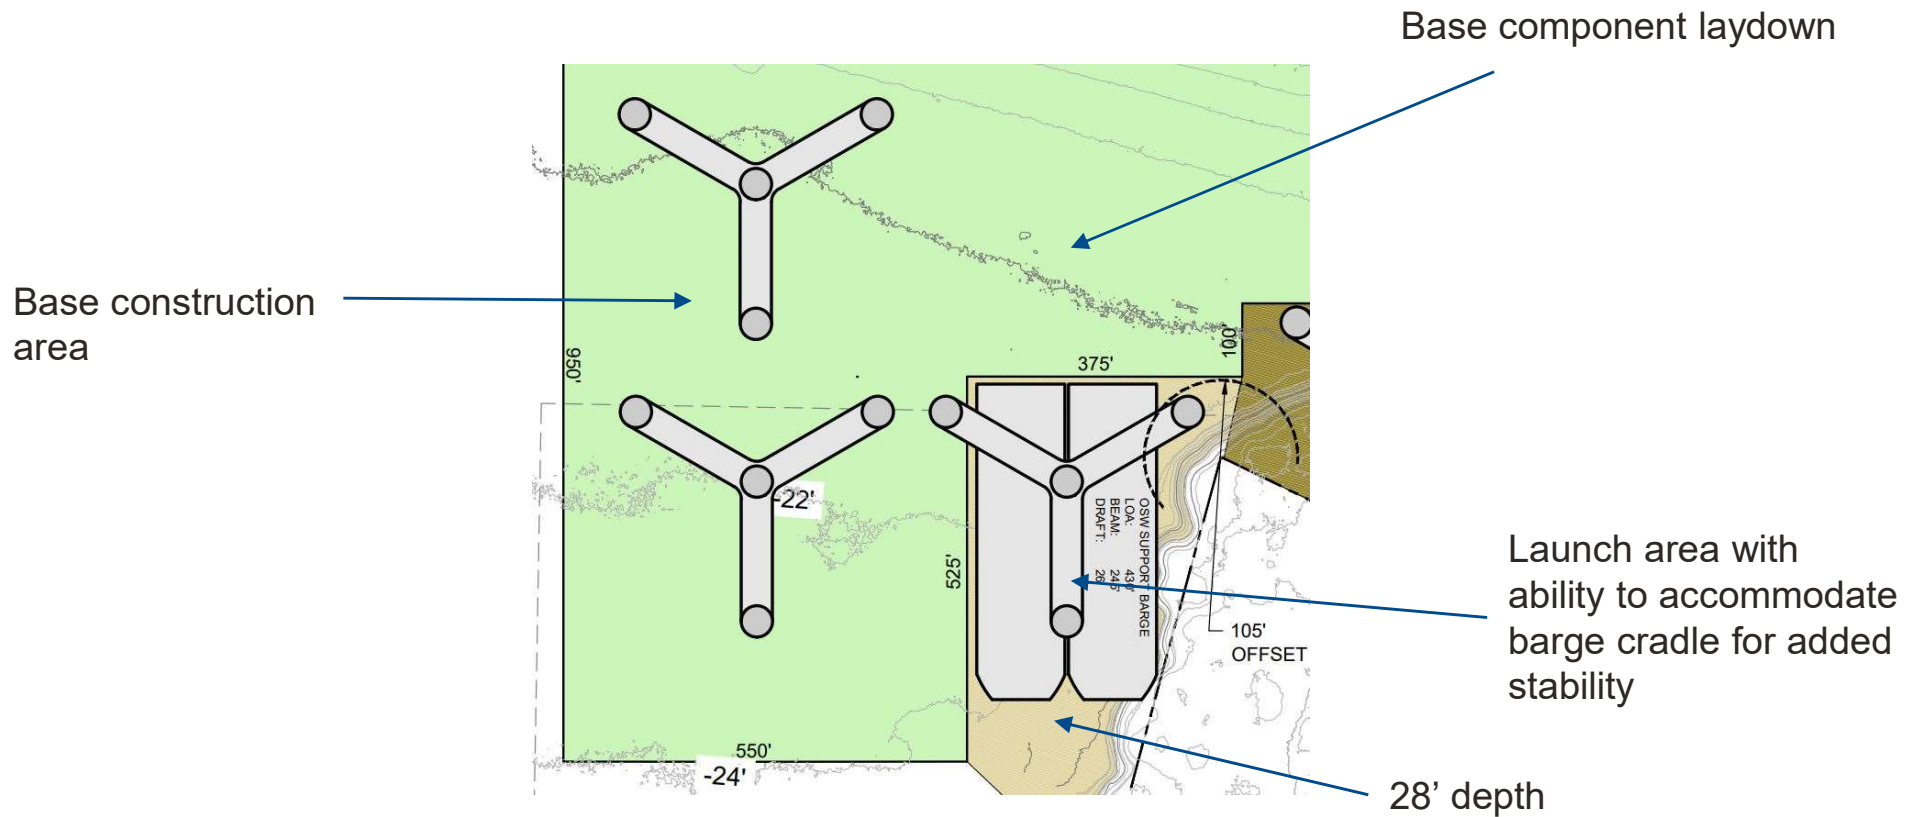 Base component laydown
Base construction
area
950'
100'
375'
-22'
525'
OSW SUPPORT BARGE
LOA:
BEAM:
DRAFT:
105'
OFFSET
Launch area with
ability to accommodate
barge cradle for added
stability
550'
-24'
28’ depth